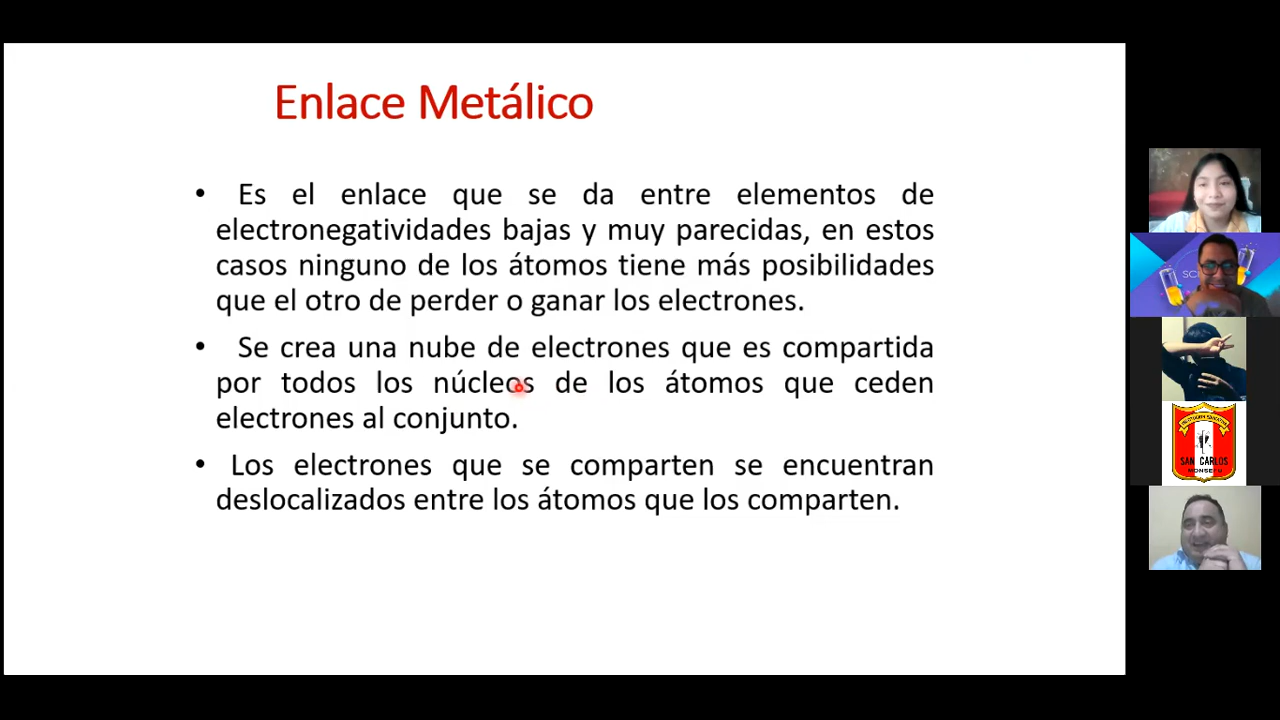 Enlace Metálico
• Es el enlace que se da entre elementos de
electronegatividades bajas y muy parecidas, en estos
casos ninguno de los átomos tiene más posibilidades
que el otro de perder o ganar los electrones.
• Se crea una nube de electrones que es compartida
por todos los núcleos de los átomos que ceden
electrones al conjunto.
• Los electrones que se comparten se encuentran
deslocalizados entre los átomos que los comparten.
SAN CARLOS
MONSEFU